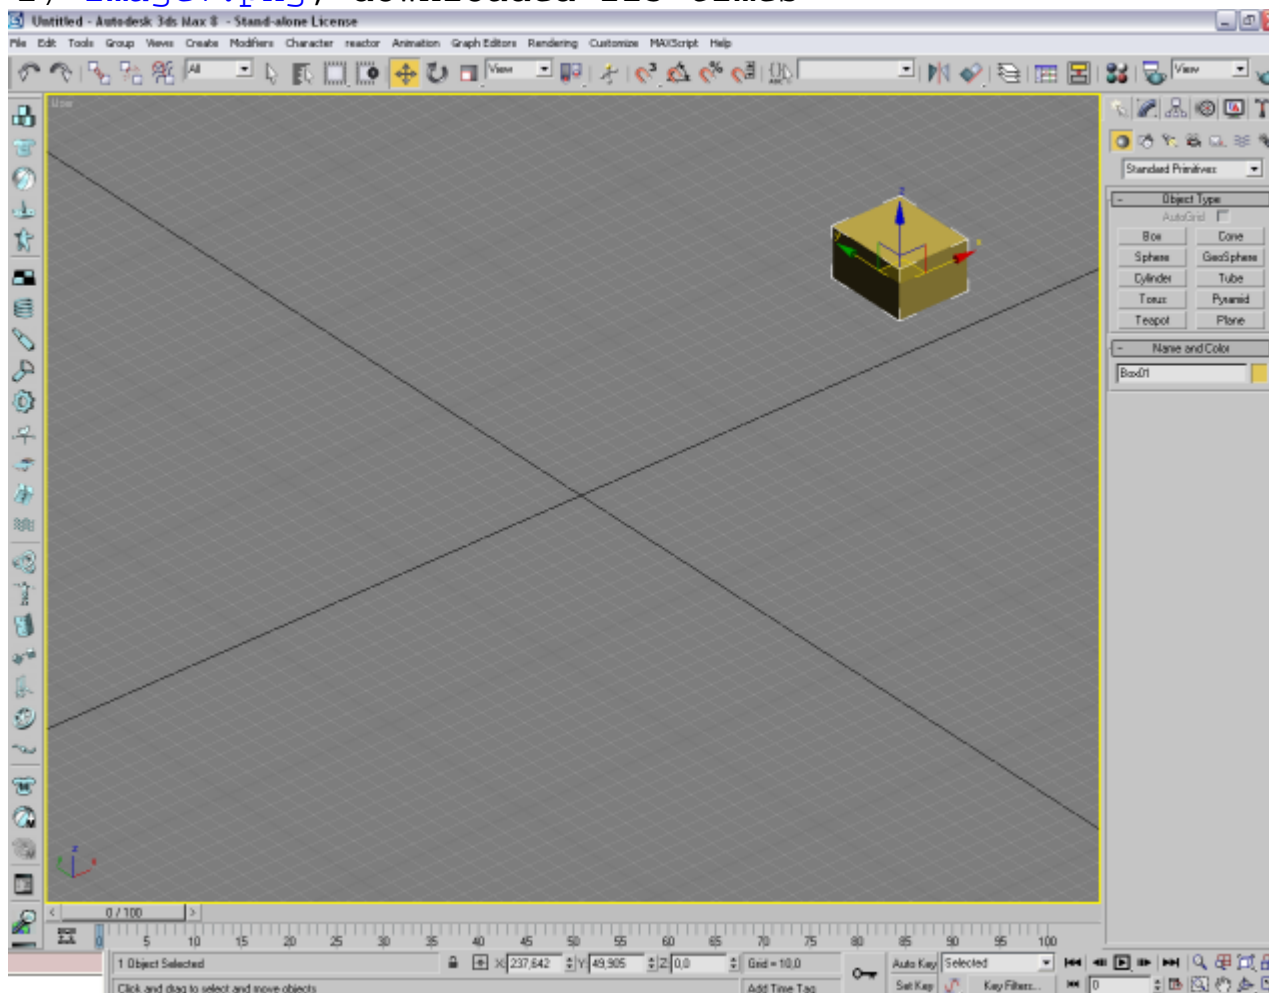 Untitled - Autodesk 3ds Max 8 - Stand-alone License
File Edit Tools Group Views Create Modifiers Character reactor Animation Graph Editors Rendering Customize MAXScript Help
All
View
View
User
Standard Primitives
- Object Type
AutoGrid
Box Cone
Sphere GeoSphere
Cylinder Tube
Torus Pyramid
Teapot Plane
- Name and Color
Box01
z
y
x
z
x
0 / 100
0 5 10 15 20 25 30 35 40 45 50 55 60 65 70 75 80 85 90 95 100
1 Object Selected X: 237,642 Y: 49,905 Z: 0,0 Grid = 10,0 Auto Key Selected
Click and drag to select and move objects Add Time Tag Set Key Key Filters... 0